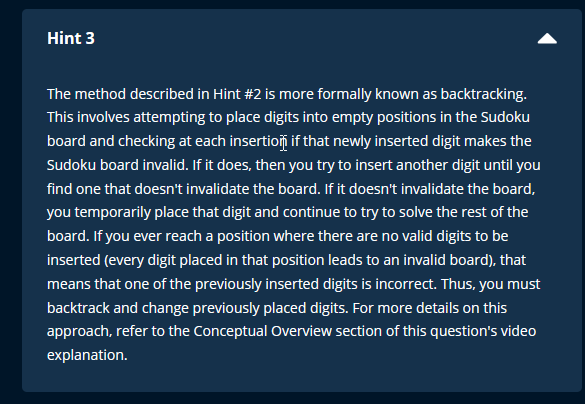 Hint 3
The method described in Hint #2 is more formally known as backtracking.
This involves attempting to place digits into empty positions in the Sudoku
board and checking at each insertion if that newly inserted digit makes the
Sudoku board invalid. If it does, then you try to insert another digit until you
find one that doesn't invalidate the board. If it doesn't invalidate the board,
you temporarily place that digit and continue to try to solve the rest of the
board. If you ever reach a position where there are no valid digits to be
inserted (every digit placed in that position leads to an invalid board), that
means that one of the previously inserted digits is incorrect. Thus, you must
backtrack and change previously placed digits. For more details on this
approach, refer to the Conceptual Overview section of this question's video
explanation.